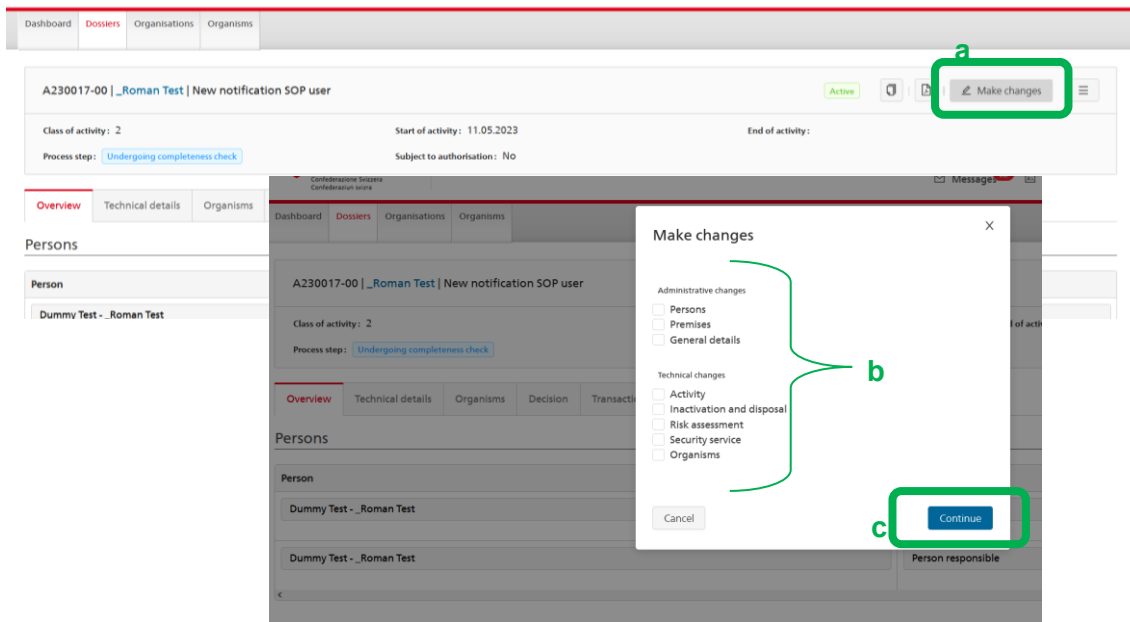 Dashboard Dossiers Organisations Organisms
a
A230017-00 | _Roman Test | New notification SOP user Active Make changes
Class of activity: 2 Start of activity: 11.05.2023 End of activity:
Process step: Undergoing completeness check Subject to authorisation: No
Overview Technical details Organisms
Persons
Person
Dummy Test - _Roman Test
Confederazione Svizzera
Confederaziun svizra
Messages
Dashboard Dossiers Organisations Organisms
A230017-00 | _Roman Test | New notification SOP user
Class of activity: 2
Process step: Undergoing completeness check
Overview Technical details Organisms Decision
Persons
Person
Dummy Test - _Roman Test
Dummy Test - _Roman Test
Person responsible
Make changes X
Administrative changes
Persons
Premises
General details
Technical changes
Activity
Inactivation and disposal
Risk assessment
Security service
Organisms
b
Cancel
c
Continue